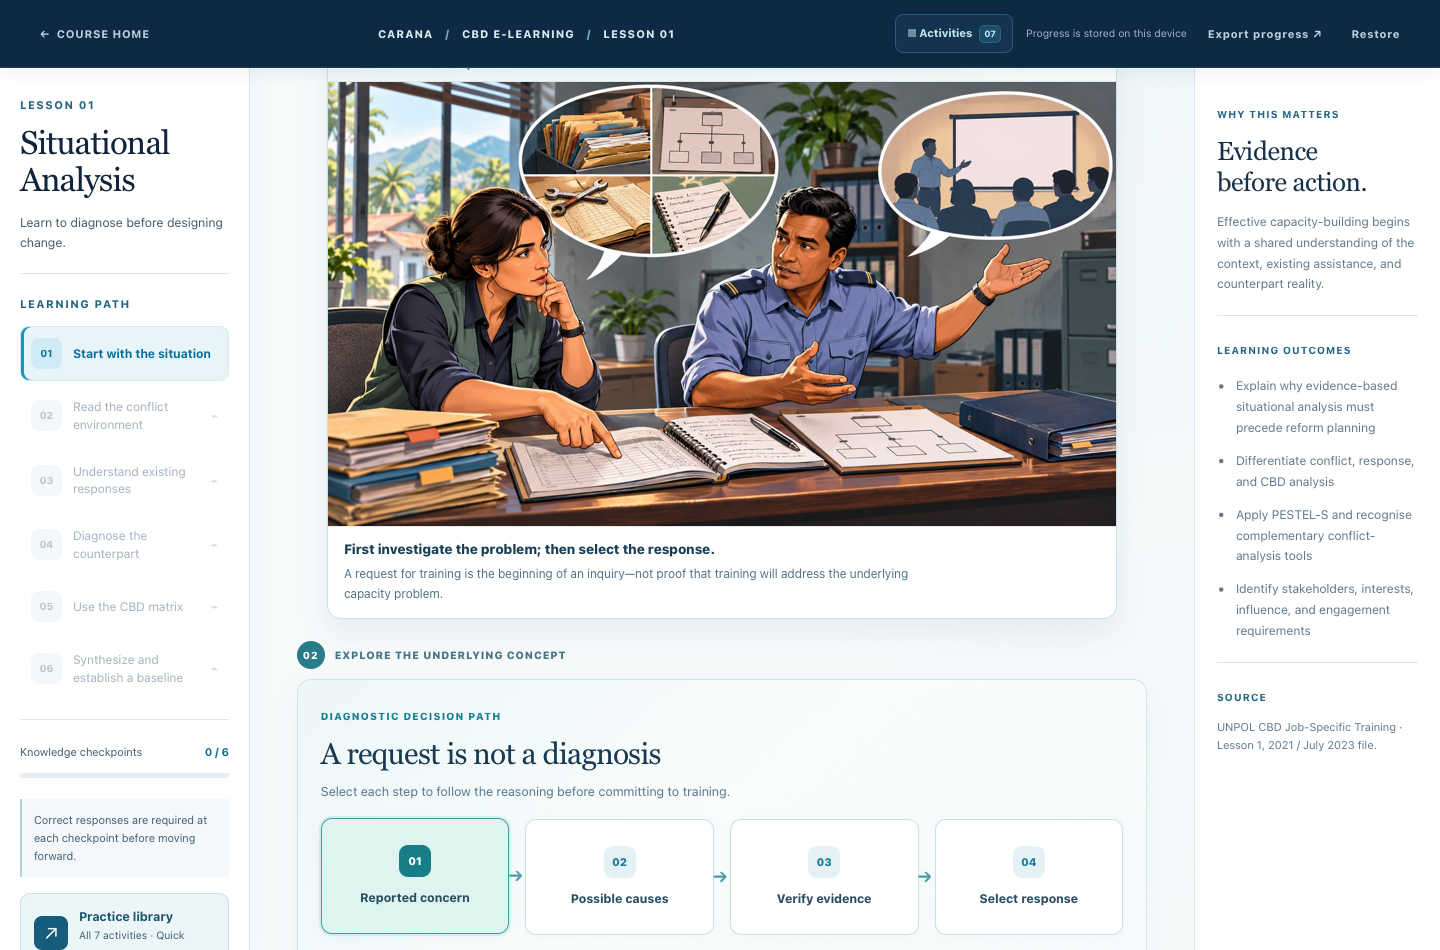 ← COURSE HOME
CARANA / CBD E-LEARNING / LESSON 01
Activities 07
Progress is stored on this device
Export progress ↗
Restore
LESSON 01
Situational
Analysis
Learn to diagnose before designing
change.
LEARNING PATH
01 Start with the situation
02 Read the conflict
environment
03 Understand existing
responses
04 Diagnose the
counterpart
05 Use the CBD matrix
06 Synthesize and
establish a baseline
Knowledge checkpoints 0 / 6
Correct responses are required at
each checkpoint before moving
forward.
Practice library
All 7 activities · Quick
First investigate the problem; then select the response.
A request for training is the beginning of an inquiry—not proof that training will address the underlying
capacity problem.
02 EXPLORE THE UNDERLYING CONCEPT
DIAGNOSTIC DECISION PATH
A request is not a diagnosis
Select each step to follow the reasoning before committing to training.
01
Reported concern
→
02
Possible causes
→
03
Verify evidence
→
04
Select response
WHY THIS MATTERS
Evidence
before action.
Effective capacity-building begins
with a shared understanding of the
context, existing assistance, and
counterpart reality.
LEARNING OUTCOMES
• Explain why evidence-based
situational analysis must
precede reform planning
• Differentiate conflict, response,
and CBD analysis
• Apply PESTEL-S and recognise
complementary conflict-
analysis tools
• Identify stakeholders, interests,
influence, and engagement
requirements
SOURCE
UNPOL CBD Job-Specific Training ·
Lesson 1, 2021 / July 2023 file.